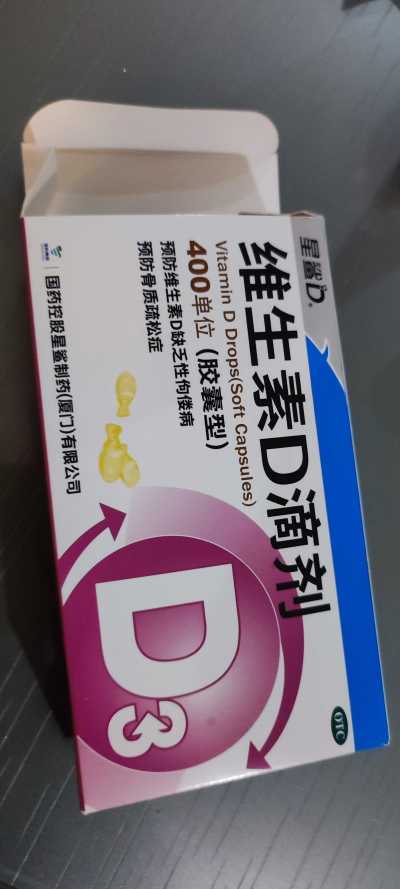 星鲨D®
维生素D滴剂
Vitamin D Drops(Soft Capsules)
400单位(胶囊型)
预防维生素D缺乏性佝偻病
预防骨质疏松症
国药控股星鲨制药(厦门)有限公司
D3
OTC